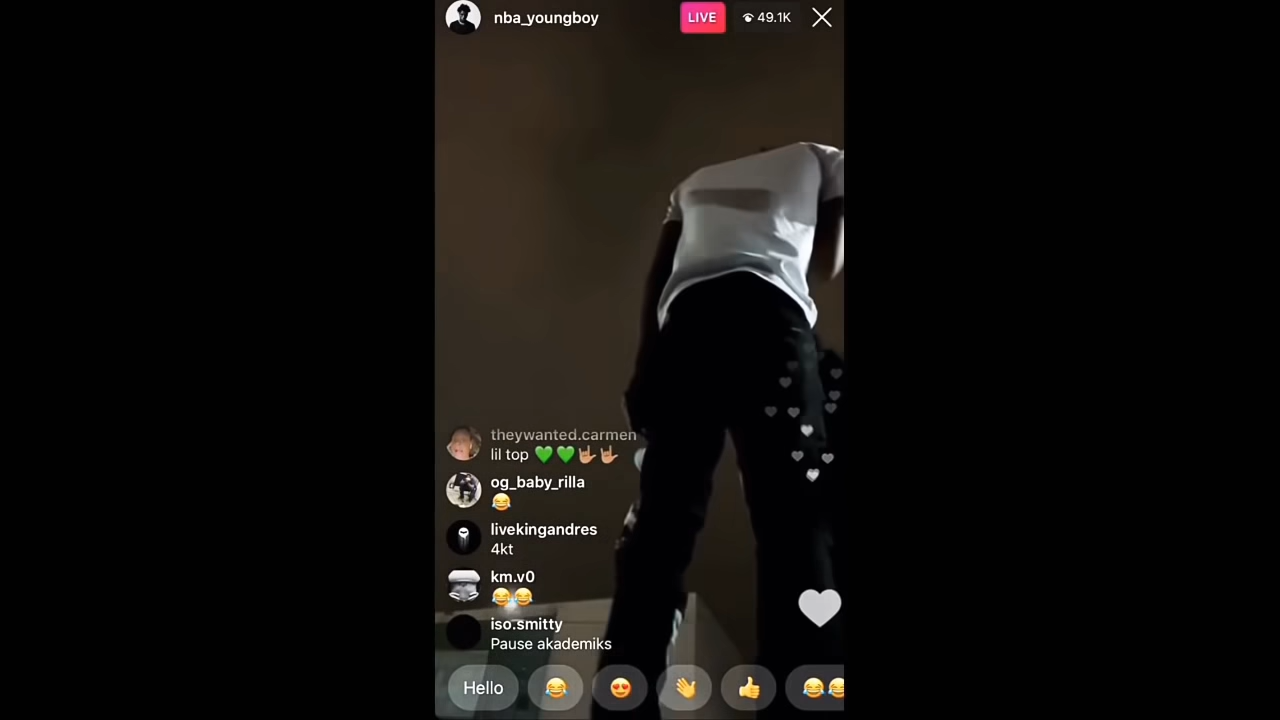 nba_youngboy
LIVE
49.1K
theywanted.carmen
lil top 💚💚🤟🏽🤟🏽
og_baby_rilla
😂
livekingandres
4kt
km.v0
😂😂
iso.smitty
Pause akademiks
Hello 😂 😍 👋 👍 😂😂